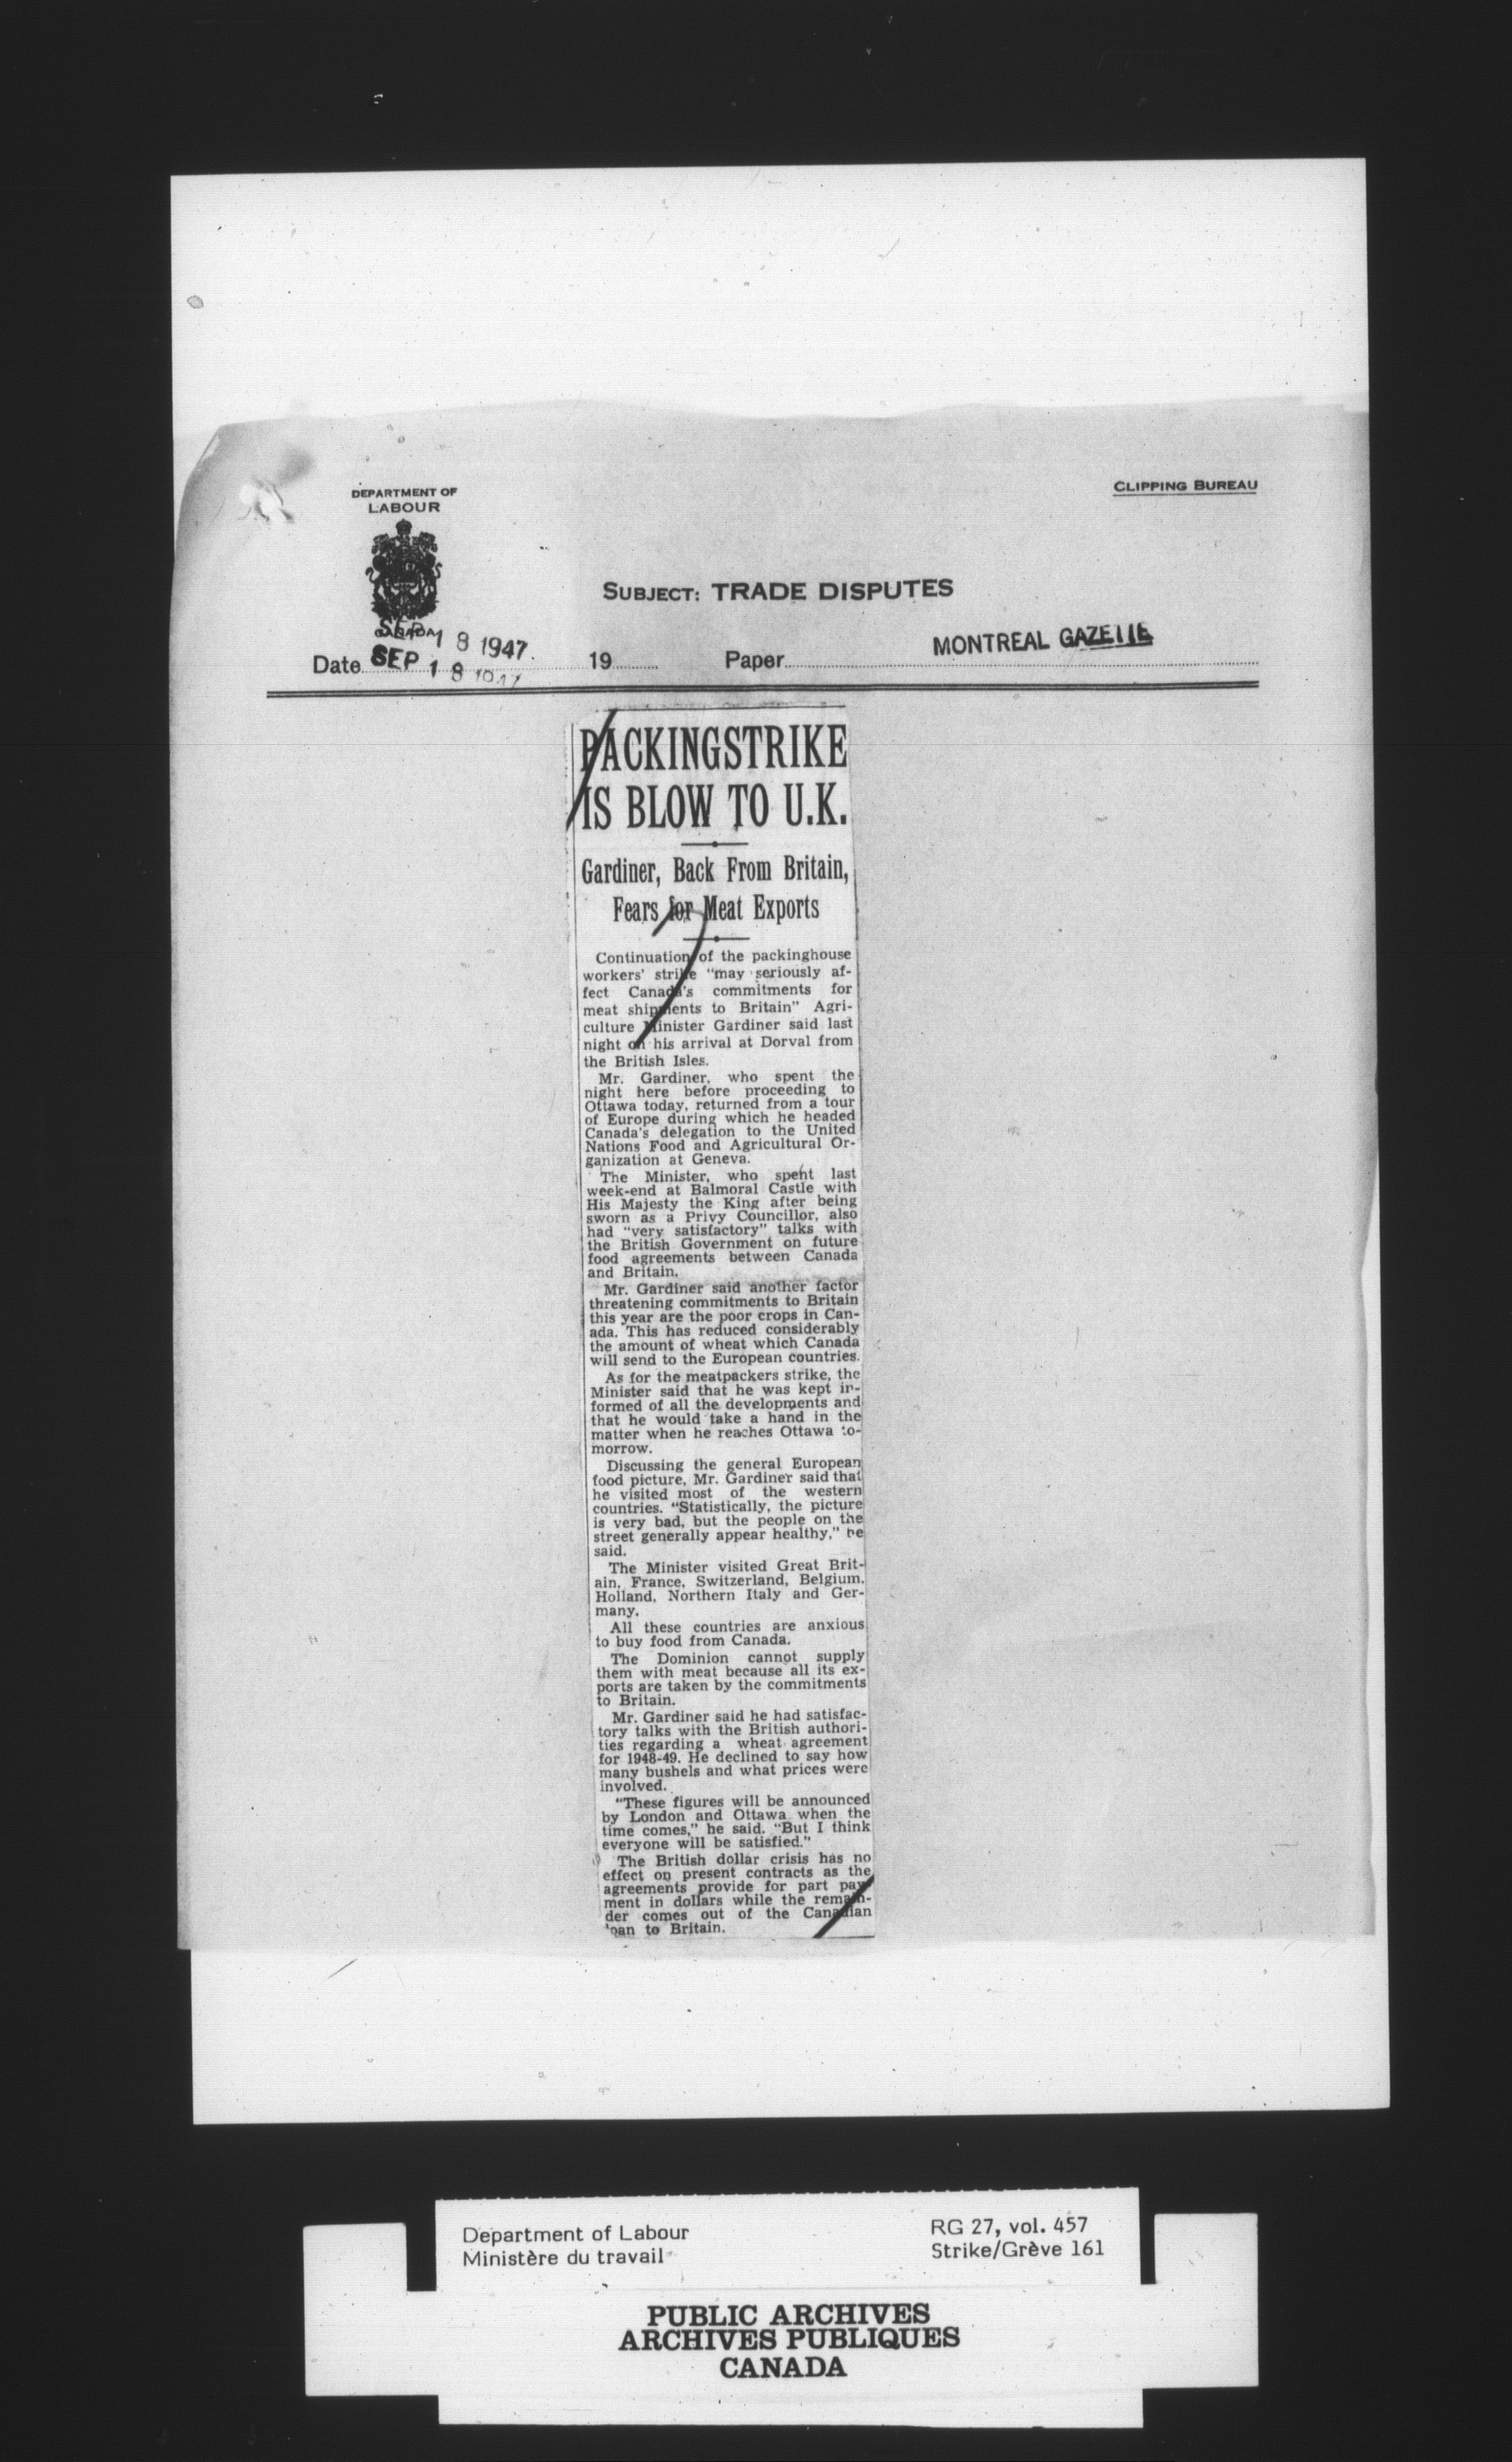 DEPARTMENT OF
LABOUR
CLIPPING BUREAU
SUBJECT: TRADE DISPUTES
CANADA
SEP 18 1947
Date SEP 18 1947 19 Paper MONTREAL GAZETTE
PACKING STRIKE
IS BLOW TO U.K.
Gardiner, Back From Britain,
Fears for Meat Exports
Continuation of the packinghouse
workers' strike "may seriously af-
fect Canada's commitments for
meat shipments to Britain" Agri-
culture Minister Gardiner said last
night on his arrival at Dorval from
the British Isles.
Mr. Gardiner, who spent the
night here before proceeding to
Ottawa today, returned from a tour
of Europe during which he headed
Canada's delegation to the United
Nations Food and Agricultural Or-
ganization at Geneva.
The Minister, who spent last
week-end at Balmoral Castle with
His Majesty the King after being
sworn as a Privy Councillor, also
had "very satisfactory" talks with
the British Government on future
food agreements between Canada
and Britain.
Mr. Gardiner said another factor
threatening commitments to Britain
this year are the poor crops in Can-
ada. This has reduced considerably
the amount of wheat which Canada
will send to the European countries.
As for the meatpackers strike, the
Minister said that he was kept in-
formed of all the developments and
that he would take a hand in the
matter when he reaches Ottawa to-
morrow.
Discussing the general European
food picture, Mr. Gardiner said that
he visited most of the western
countries. "Statistically, the picture
is very bad, but the people on the
street generally appear healthy," he
said.
The Minister visited Great Brit-
ain, France, Switzerland, Belgium,
Holland, Northern Italy and Ger-
many.
All these countries are anxious
to buy food from Canada.
The Dominion cannot supply
them with meat because all its ex-
ports are taken by the commitments
to Britain.
Mr. Gardiner said he had satisfac-
tory talks with the British authori-
ties regarding a wheat agreement
for 1948-49. He declined to say how
many bushels and what prices were
involved.
"These figures will be announced
by London and Ottawa when the
time comes," he said. "But I think
everyone will be satisfied."
The British dollar crisis has no
effect on present contracts as the
agreements provide for part pay-
ment in dollars while the remain-
der comes out of the Canadian
loan to Britain.
Department of Labour
Ministère du travail
RG 27, vol. 457
Strike/Grève 161
PUBLIC ARCHIVES
ARCHIVES PUBLIQUES
CANADA